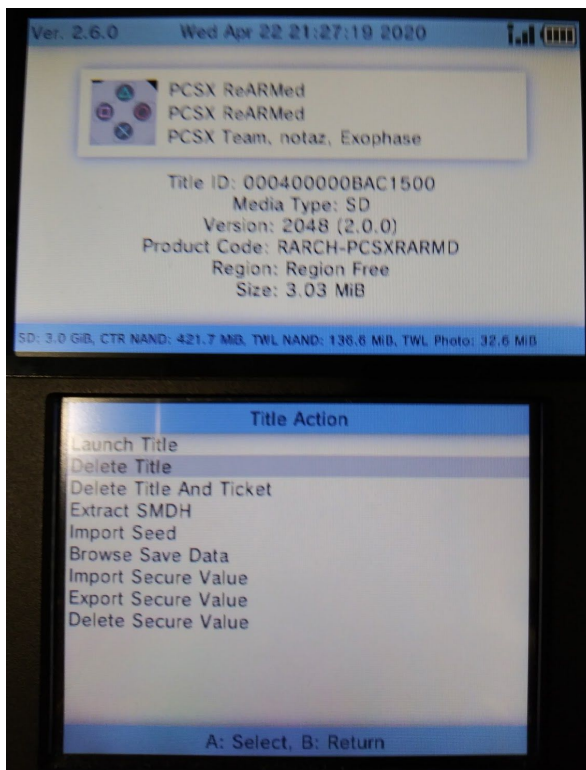 Ver. 2.6.0 Wed Apr 22 21:27:19 2020
PCSX ReARMed
PCSX ReARMed
PCSX Team, notaz, Exophase
Title ID: 000400000BAC1500
Media Type: SD
Version: 2048 (2.0.0)
Product Code: RARCH-PCSXRARMD
Region: Region Free
Size: 3.03 MiB
SD: 3.0 GiB, CTR NAND: 421.7 MiB, TWL NAND: 136.6 MiB, TWL Photo: 32.6 MiB
Title Action
Launch Title
Delete Title
Delete Title And Ticket
Extract SMDH
Import Seed
Browse Save Data
Import Secure Value
Export Secure Value
Delete Secure Value
A: Select, B: Return